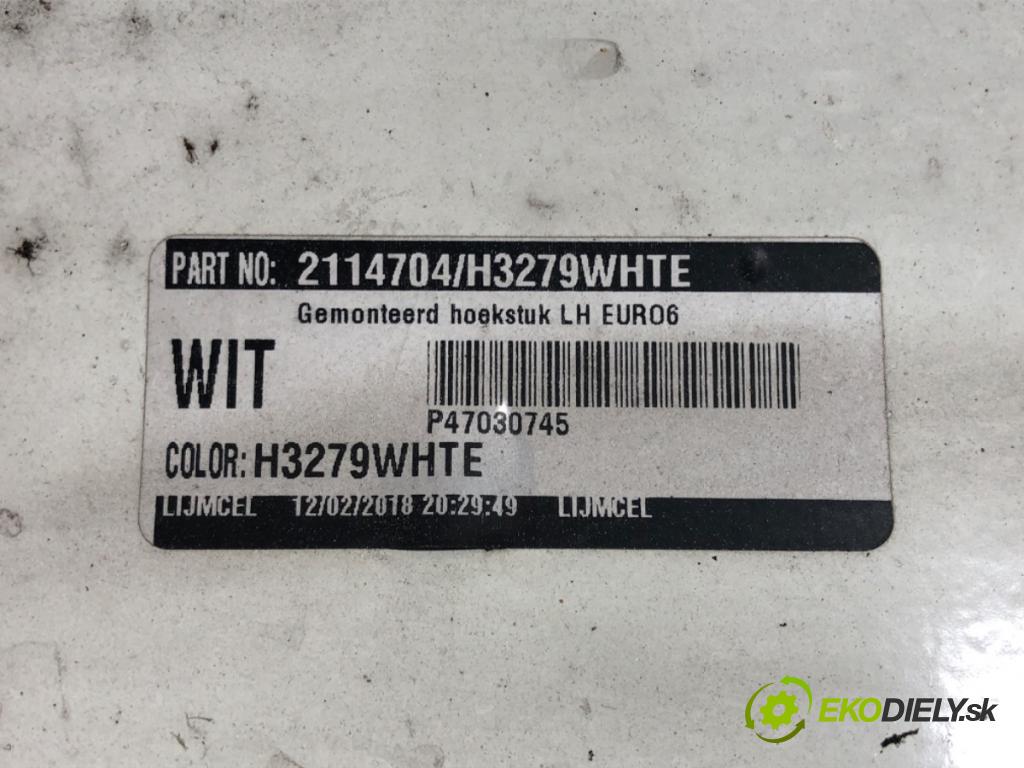 PART NO: 2114704/H3279WHTE
Gemonteerd hoekstuk LH EURO6
WIT
P47030745
COLOR: H3279WHTE
LIJMCEL 12/02/2018 20:29:49 LIJMCEL
EKODIELY.sk